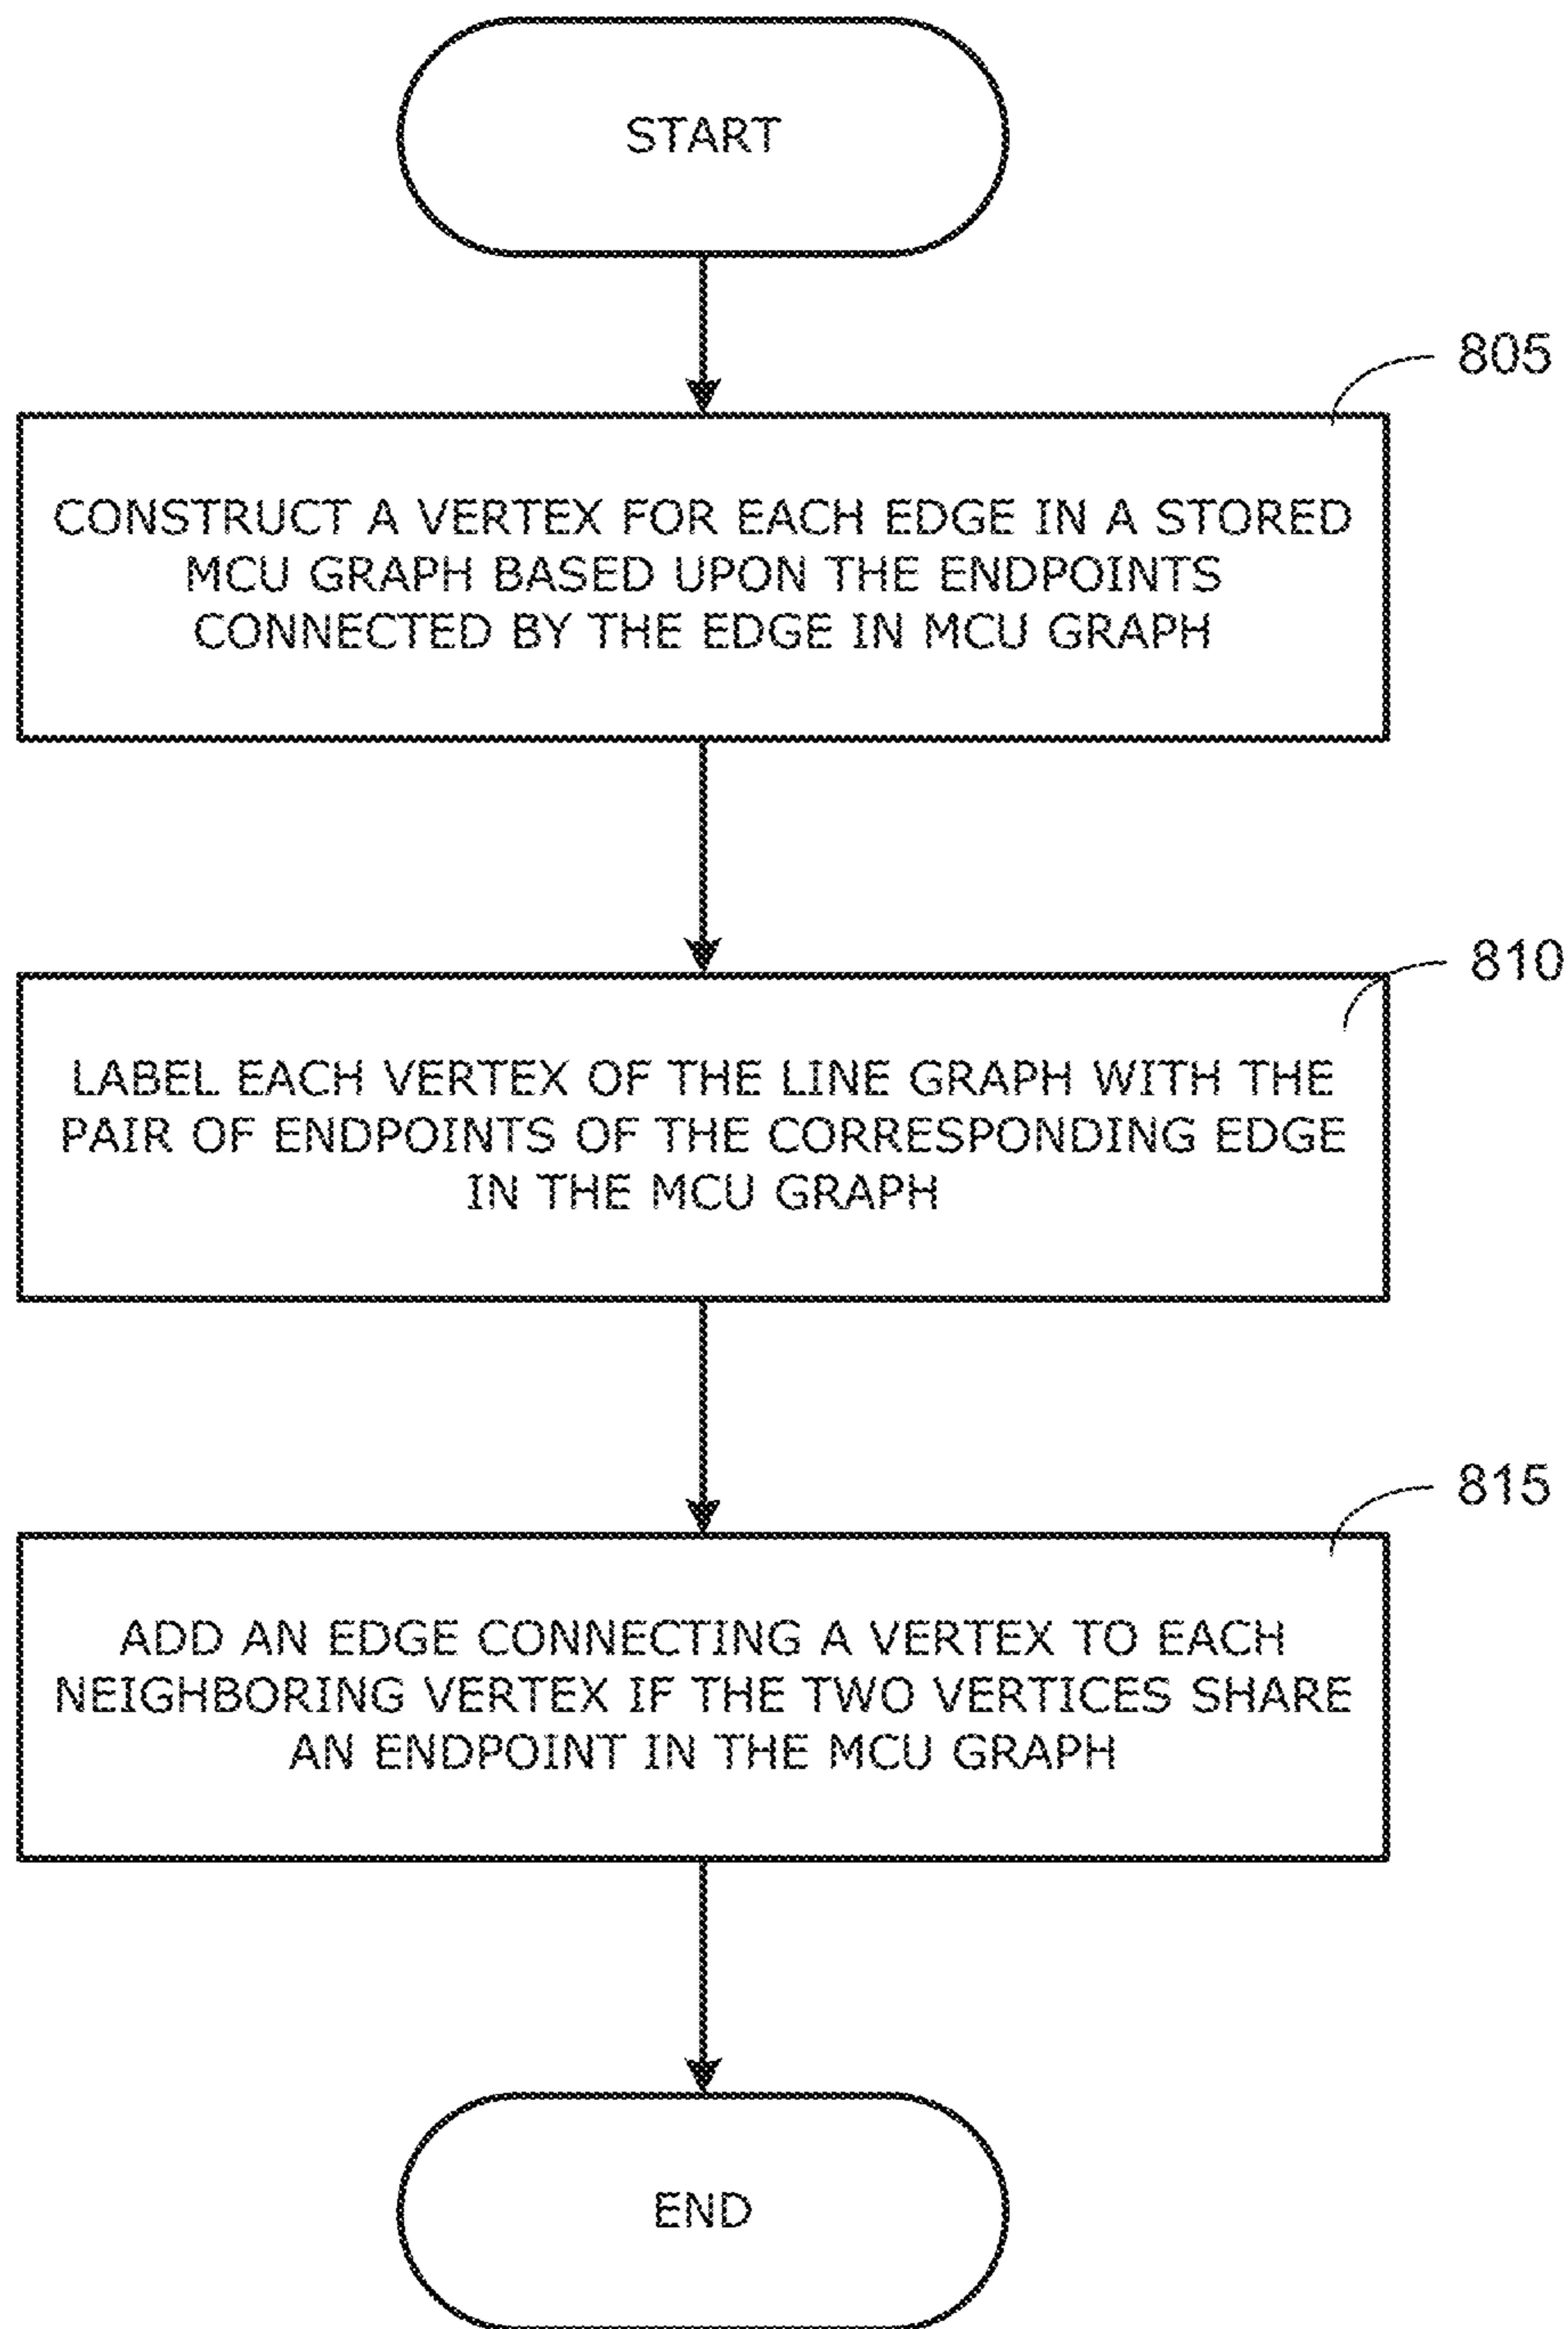 START
805
CONSTRUCT A VERTEX FOR EACH EDGE IN A STORED
MCU GRAPH BASED UPON THE ENDPOINTS
CONNECTED BY THE EDGE IN MCU GRAPH
810
LABEL EACH VERTEX OF THE LINE GRAPH WITH THE
PAIR OF ENDPOINTS OF THE CORRESPONDING EDGE
IN THE MCU GRAPH
815
ADD AN EDGE CONNECTING A VERTEX TO EACH
NEIGHBORING VERTEX IF THE TWO VERTICES SHARE
AN ENDPOINT IN THE MCU GRAPH
END